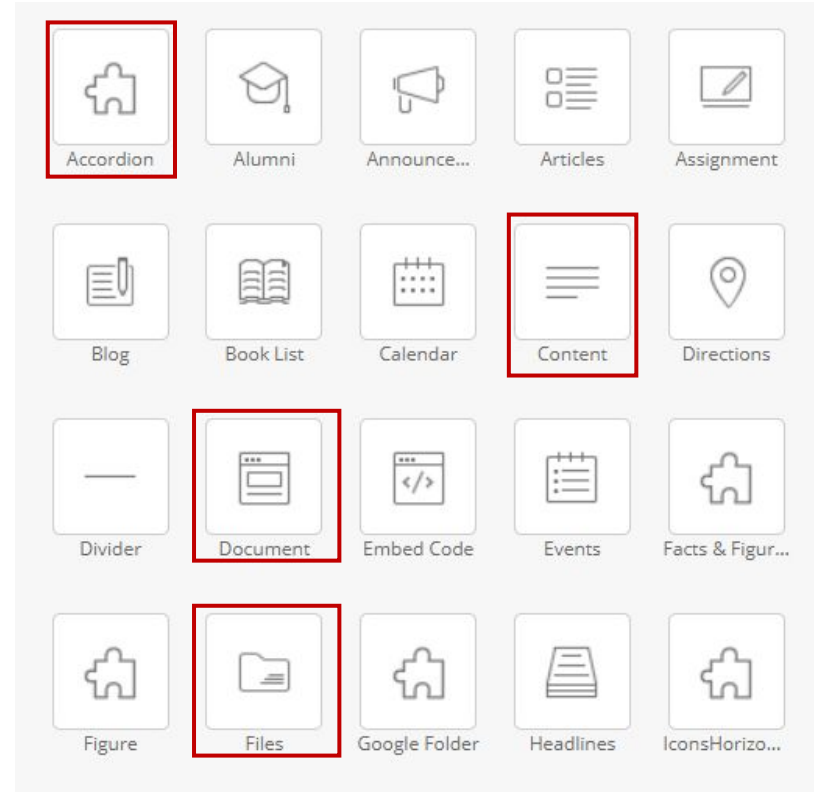 Accordion Alumni Announce... Articles Assignment
Blog Book List Calendar Content Directions
Divider Document Embed Code Events Facts & Figur...
Figure Files Google Folder Headlines IconsHorizo...